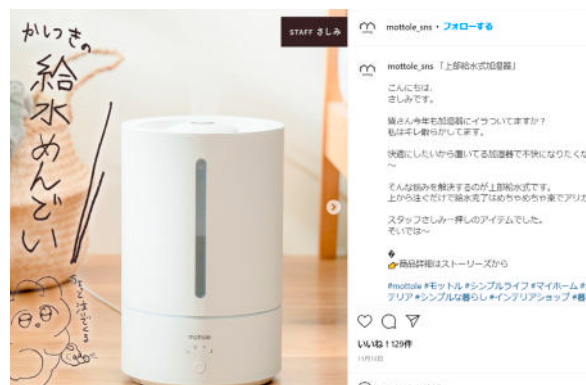 かしつきの
給水めんどい
STAFF さしみ
mottole
mottole_sns • フォローする
mottole_sns 「上部給水式加湿器」
こんにちは、
さしみです。
皆さん今年も加湿器にイラついてますか？
私はキレ散らかしてます。
快適にしたいから置いてる加湿器で不快になりたくな
～
そんな悩みを解決するのが上部給水式です。
上から注ぐだけで給水完了はめちゃめちゃ楽でアリガ
スタッフさしみ一押しのアイテムでした。
そいでは～
👉商品詳細はストーリーズから
#mottole #モットル #シンプルライフ #マイホーム #
テリア #シンプルな暮らし #インテリアショップ #暮
いいね！129件